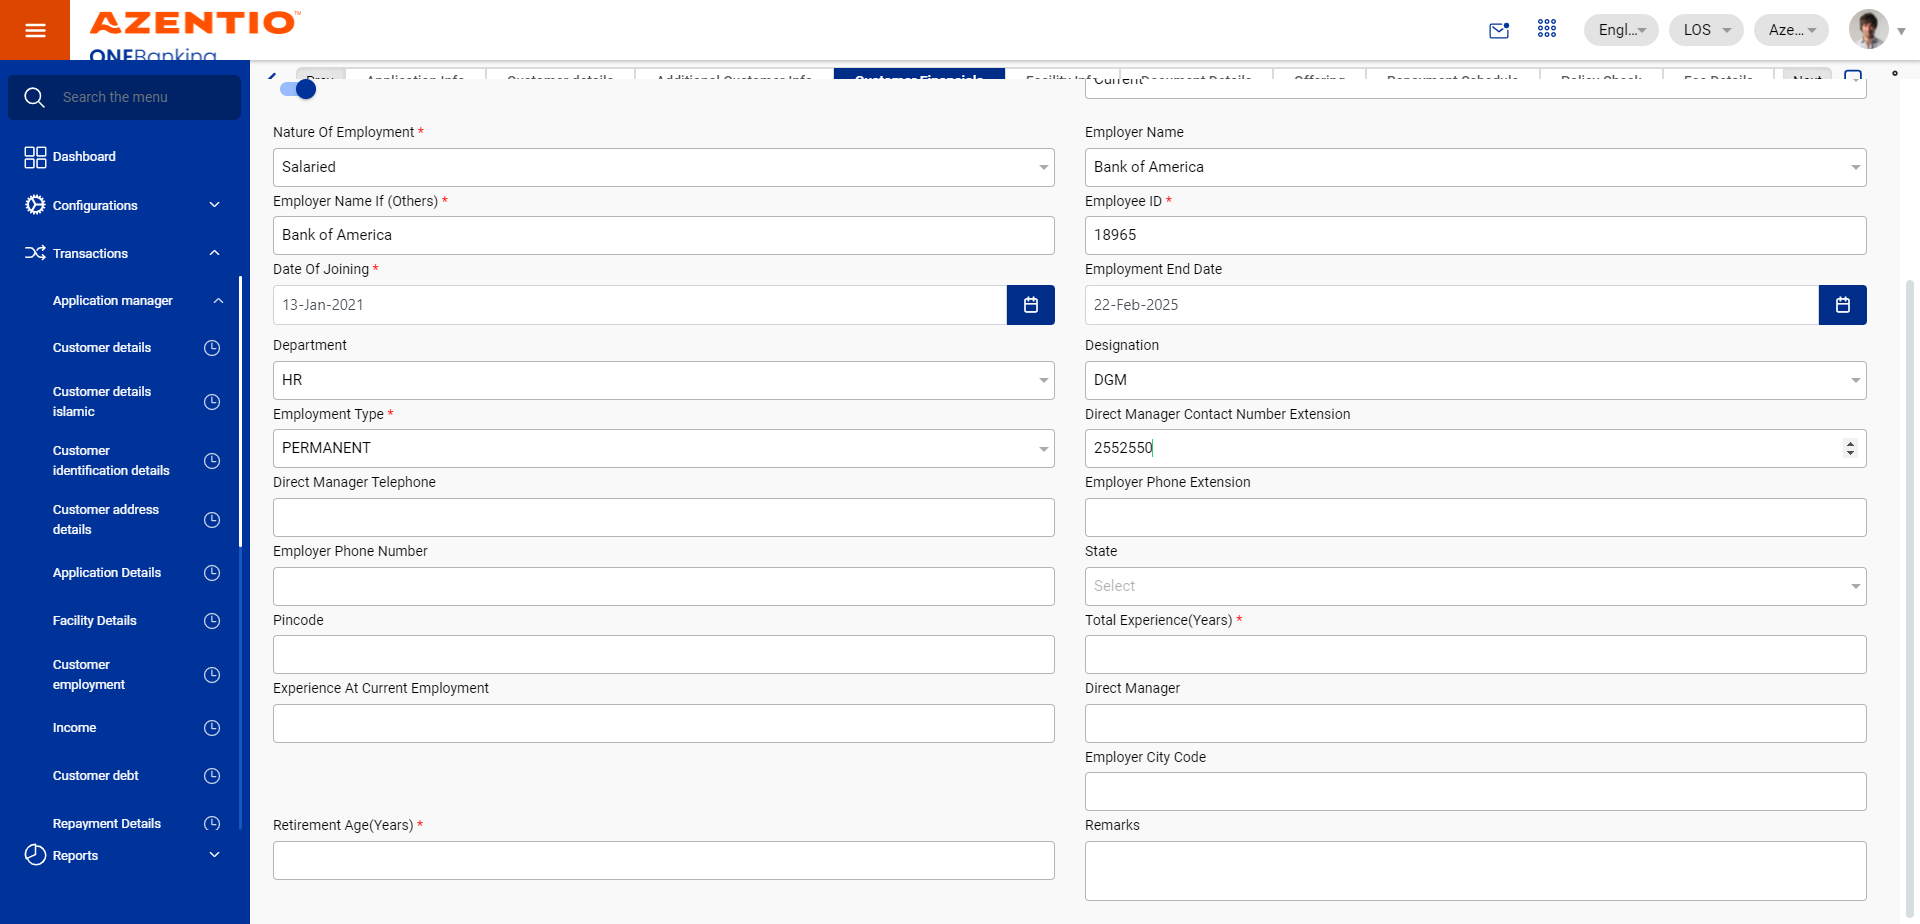 AZENTIO™
ONEBanking
Engl...
LOS
Aze...
Search the menu
Dashboard
Configurations
Transactions
Application manager
Customer details
Customer details
islamic
Customer
identification details
Customer address
details
Application Details
Facility Details
Customer
employment
Income
Customer debt
Repayment Details
Reports
Prev
Application Info
Customer details
Additional Customer Info
Customer Financials
Facility Info
Document Details
Offering
Repayment Schedule
Policy Check
Fee Details
Next
Current
Nature Of Employment *
Salaried
Employer Name
Bank of America
Employer Name If (Others) *
Bank of America
Employee ID *
18965
Date Of Joining *
13-Jan-2021
Employment End Date
22-Feb-2025
Department
HR
Designation
DGM
Employment Type *
PERMANENT
Direct Manager Contact Number Extension
2552550
Direct Manager Telephone
Employer Phone Extension
Employer Phone Number
State
Select
Pincode
Total Experience(Years) *
Experience At Current Employment
Direct Manager
Employer City Code
Retirement Age(Years) *
Remarks